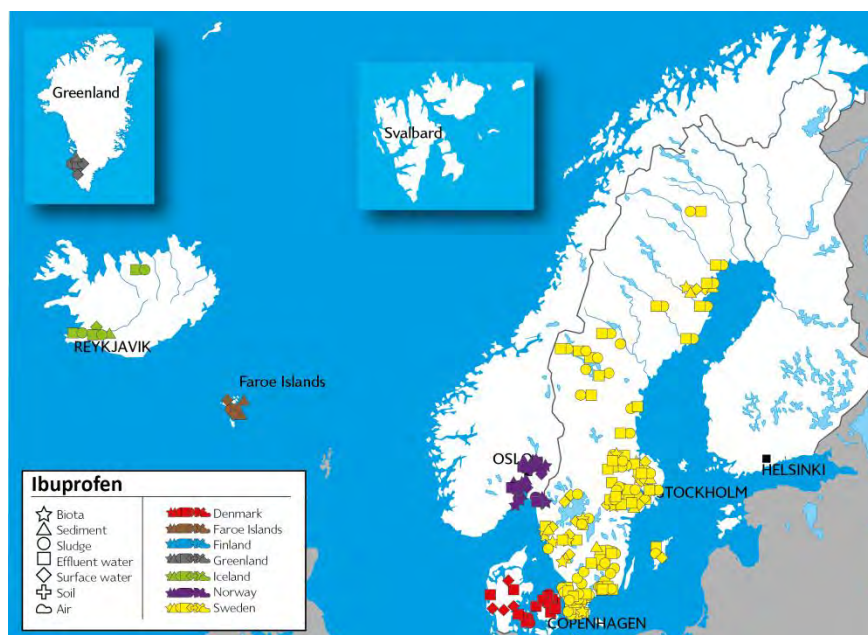 Greenland
Svalbard
REYKJAVIK
Faroe Islands
OSLO
HELSINKI
STOCKHOLM
COPENHAGEN
Ibuprofen
Biota
Sediment
Sludge
Effluent water
Surface water
Soil
Air
Denmark
Faroe Islands
Finland
Greenland
Iceland
Norway
Sweden